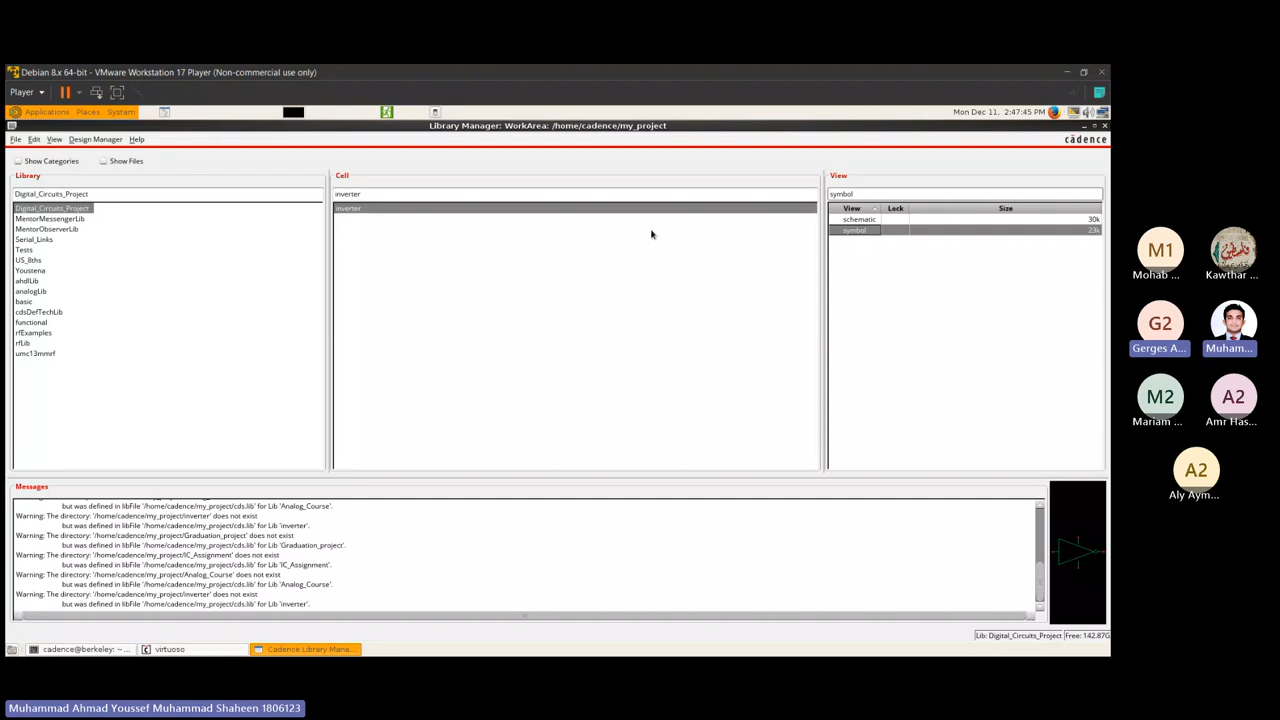 Debian 8.x 64-bit - VMware Workstation 17 Player (Non-commercial use only)
Player
Applications Places System
Mon Dec 11, 2:47:45 PM
Library Manager: WorkArea: /home/cadence/my_project
File Edit View Design Manager Help
cādence
Show Categories Show Files
Library
Digital_Circuits_Project
Digital_Circuits_Project
MentorMessengerLib
MentorObserverLib
Serial_Links
Tests
US_8ths
Youstena
ahdlLib
analogLib
basic
cdsDefTechLib
functional
rfExamples
rfLib
umc13mmrf
Cell
inverter
inverter
View
symbol
View Lock Size
schematic 30k
symbol 23k
Messages
but was defined in libFile '/home/cadence/my_project/cds.lib' for Lib 'Analog_Course'.
Warning: The directory: '/home/cadence/my_project/inverter' does not exist
but was defined in libFile '/home/cadence/my_project/cds.lib' for Lib 'inverter'.
Warning: The directory: '/home/cadence/my_project/Graduation_project' does not exist
but was defined in libFile '/home/cadence/my_project/cds.lib' for Lib 'Graduation_project'.
Warning: The directory: '/home/cadence/my_project/IC_Assignment' does not exist
but was defined in libFile '/home/cadence/my_project/cds.lib' for Lib 'IC_Assignment'.
Warning: The directory: '/home/cadence/my_project/Analog_Course' does not exist
but was defined in libFile '/home/cadence/my_project/cds.lib' for Lib 'Analog_Course'.
Warning: The directory: '/home/cadence/my_project/inverter' does not exist
but was defined in libFile '/home/cadence/my_project/cds.lib' for Lib 'inverter'.
Lib: Digital_Circuits_Project Free: 142.87G
cadence@berkeley: ~...
virtuoso
Cadence Library Mana...
M1
Mohab ...
Kawthar ...
G2
Gerges A...
Muham...
M2
Mariam ...
A2
Amr Has...
A2
Aly Aym...
Muhammad Ahmad Youssef Muhammad Shaheen 1806123